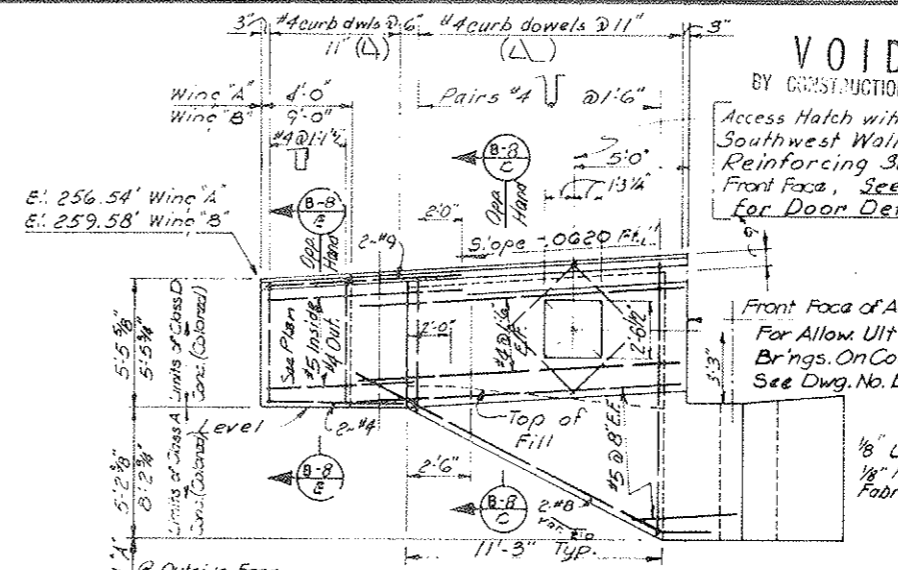 3" #4 curb dwls @ 6" #4 curb dowels @ 11" 3"
11' (L)
VOID
BY CONSTRUCTION
Wing "A" 4'-0"
Wing "B" 9'-0"
Pairs #4 @ 1'-6"
#4 @ 1'-1½
Access Hatch with
Southwest Wall
Reinforcing
Front Face, See
for Door Det
B-8
C
Opp.
Hand
5'-0"
1'-3¼"
El. 256.54' Wing "A"
El. 259.58' Wing "B"
B-8
E
Opp.
Hand
2'-0"
2-#9
Slope -.0620 Ft./'
9"
5'-5⅝"
5'-5¾"
Limits of Class D
Conc. (Colored)
See Plan
#5 Inside
#4 Out.
2'-0"
#4 @ 1'-6"
E.F.
2'-6½"
3'-3"
Front Face of A
For Allow. Ult
Br'ngs. On Co
See Dwg. No. B
Level
2-#4
Top of
Fill
#5 @ 8 E.F.
5'-2⅜"
8'-2¾"
Limits of Class A
Conc. (Colored)
B-8
E
2'-6"
B-8
C
2-#8
⅛" L
⅛"
Fabr
11'-3" Typ.
"A"
@ Outside Face